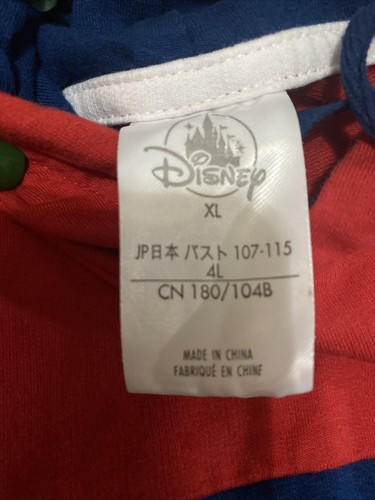 Disney
XL
JP日本 バスト 107-115
4L
CN 180/104B
MADE IN CHINA
FABRIQUÉ EN CHINE